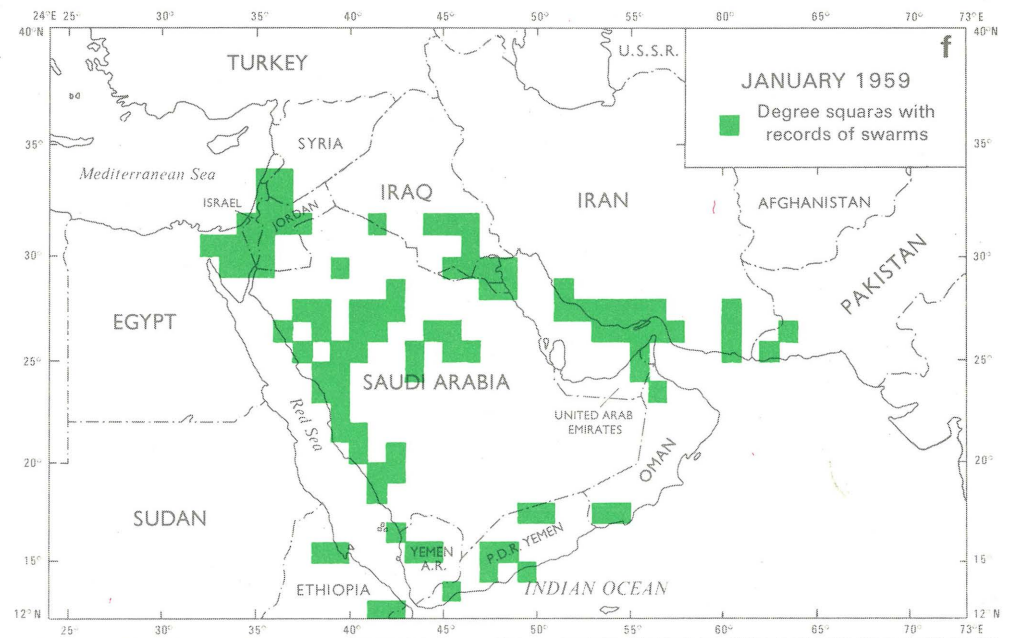 24°E 25° 30° 35° 40° 45° 50° 55° 60° 65° 70° 73°E
40°N 40°N
f
TURKEY
U.S.S.R.
JANUARY 1959
Degree squares with
records of swarms
35° 35°
SYRIA
Mediterranean Sea
IRAQ
IRAN
ISRAEL
JORDAN
AFGHANISTAN
30° 30°
PAKISTAN
EGYPT
25° 25°
SAUDI ARABIA
Red Sea
UNITED ARAB
EMIRATES
OMAN
20° 20°
SUDAN
P.D.R. YEMEN
YEMEN
A.R.
15° 15
ETHIOPIA
INDIAN OCEAN
12°N 12°N
25° 30° 35° 40° 45° 50° 55° 60° 65° 70° 73°E